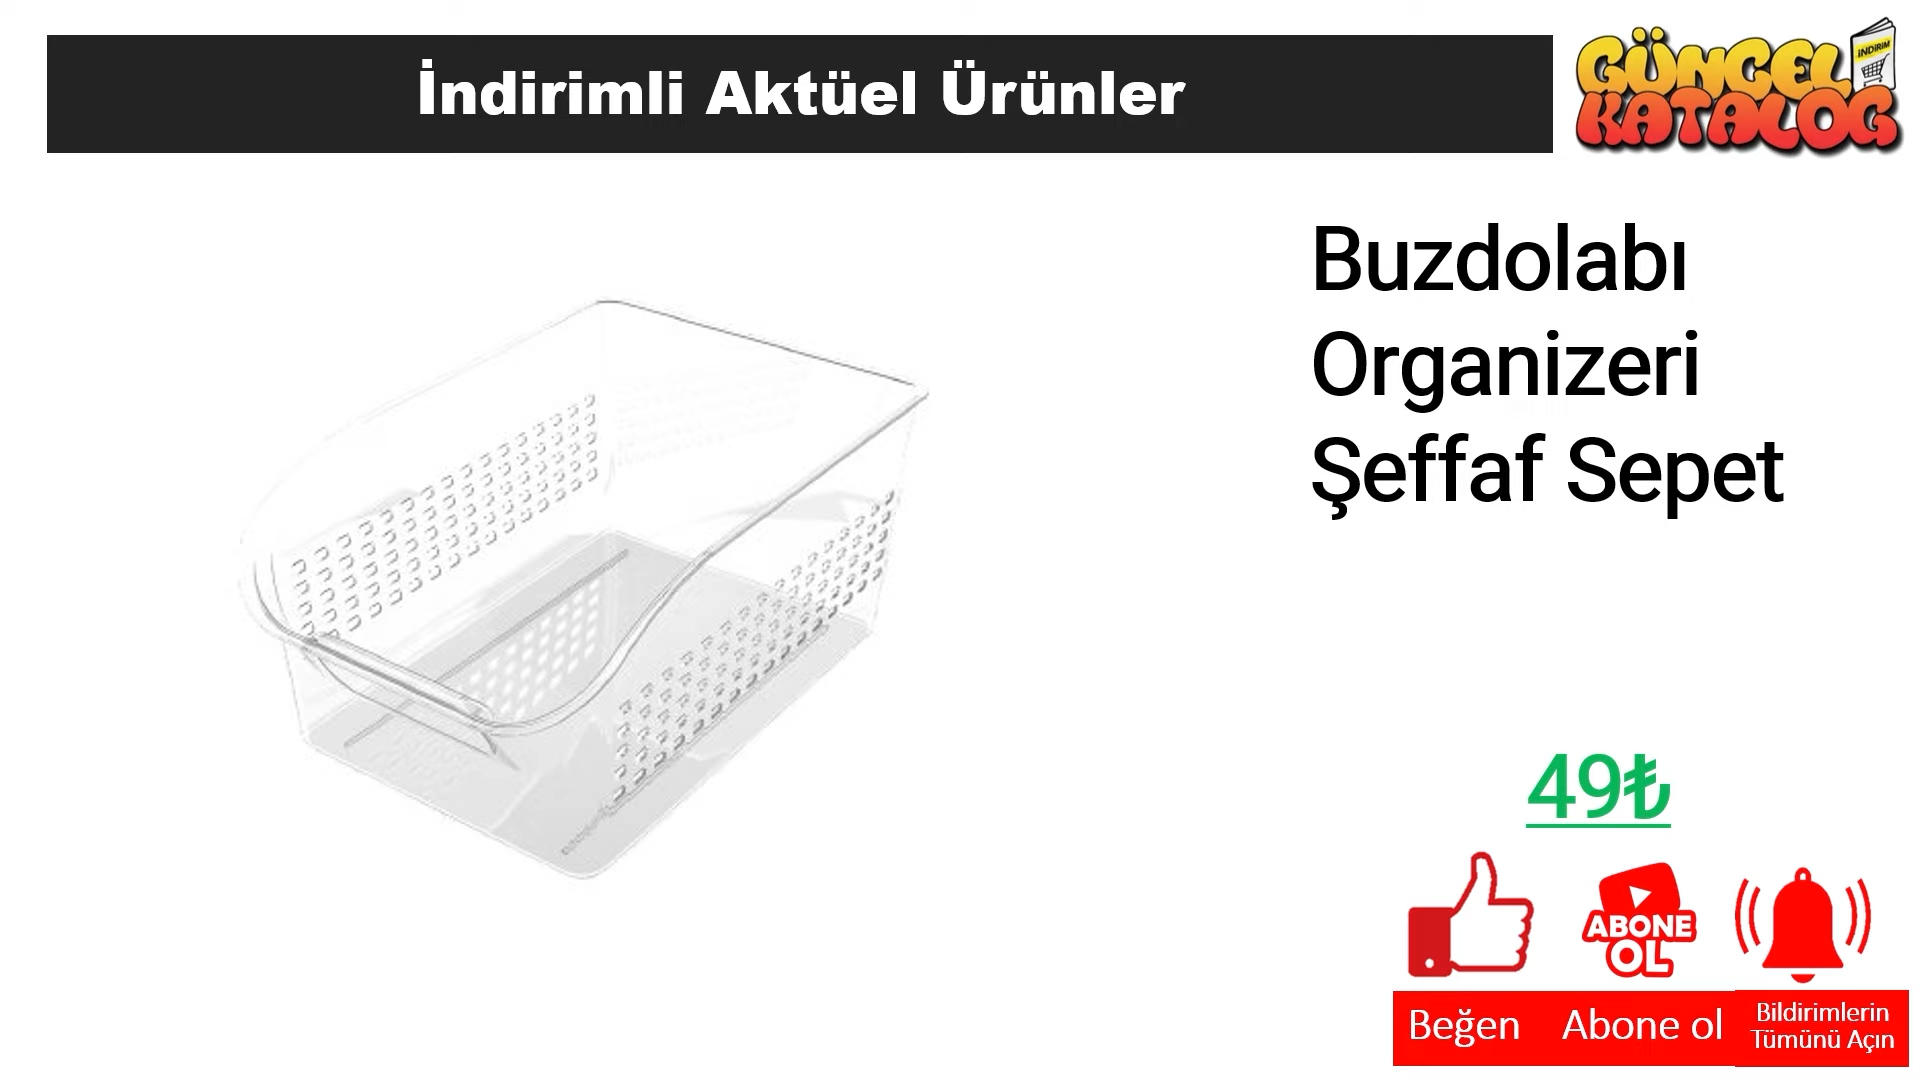 İndirimli Aktüel Ürünler
GÜNCEL
KATALOG
İNDİRİM
Buzdolabı
Organizeri
Şeffaf Sepet
49₺
ABONE
OL
Beğen
Abone ol
Bildirimlerin
Tümünü Açın